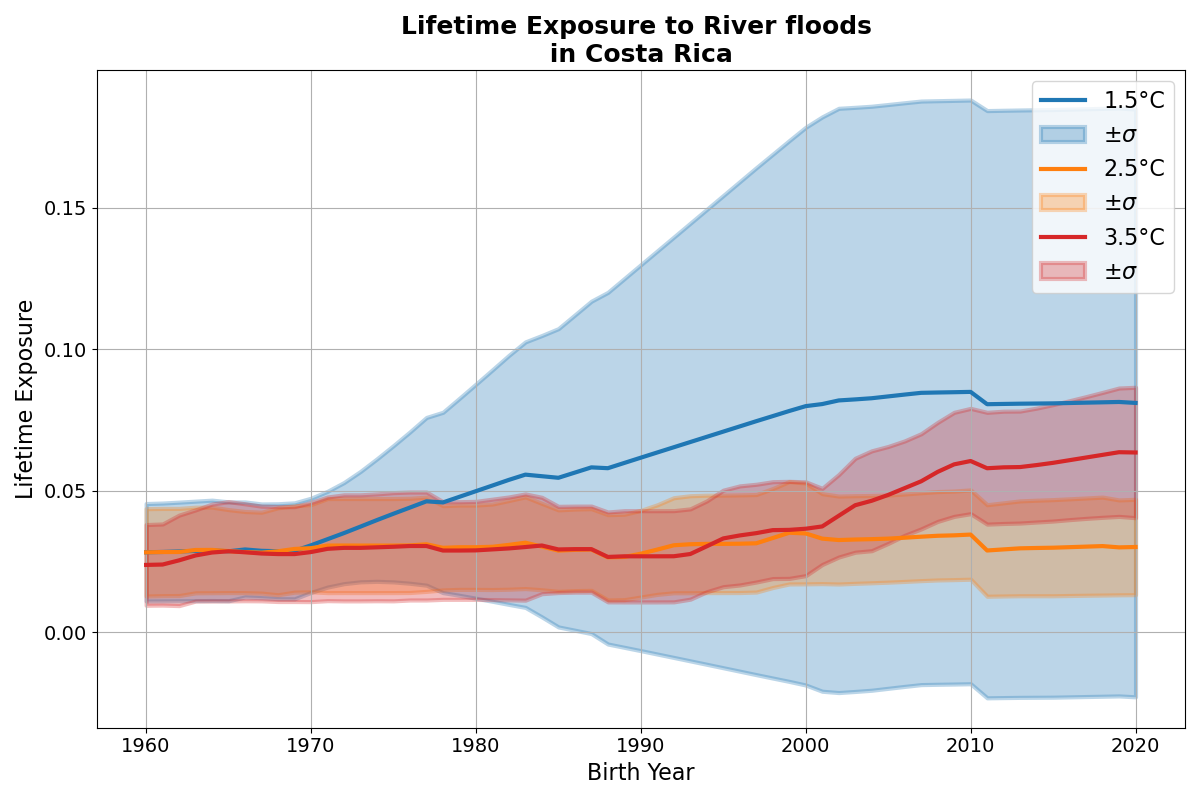 Lifetime Exposure to River floods
in Costa Rica
1.5°C
±σ
2.5°C
±σ
3.5°C
±σ
0.15
0.10
0.05
0.00
Lifetime Exposure
1960
1970
1980
1990
2000
2010
2020
Birth Year